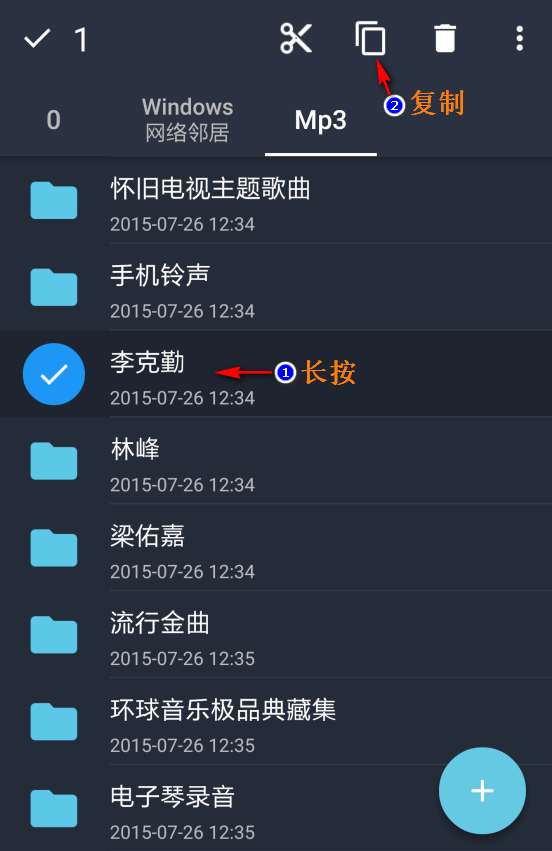 1
② 复制
0
Windows
网络邻居
Mp3
怀旧电视主题歌曲
2015-07-26 12:34
手机铃声
2015-07-26 12:34
李克勤
2015-07-26 12:34
① 长按
林峰
2015-07-26 12:34
梁佑嘉
2015-07-26 12:34
流行金曲
2015-07-26 12:35
环球音乐极品典藏集
2015-07-26 12:35
电子琴录音
2015-07-26 12:35